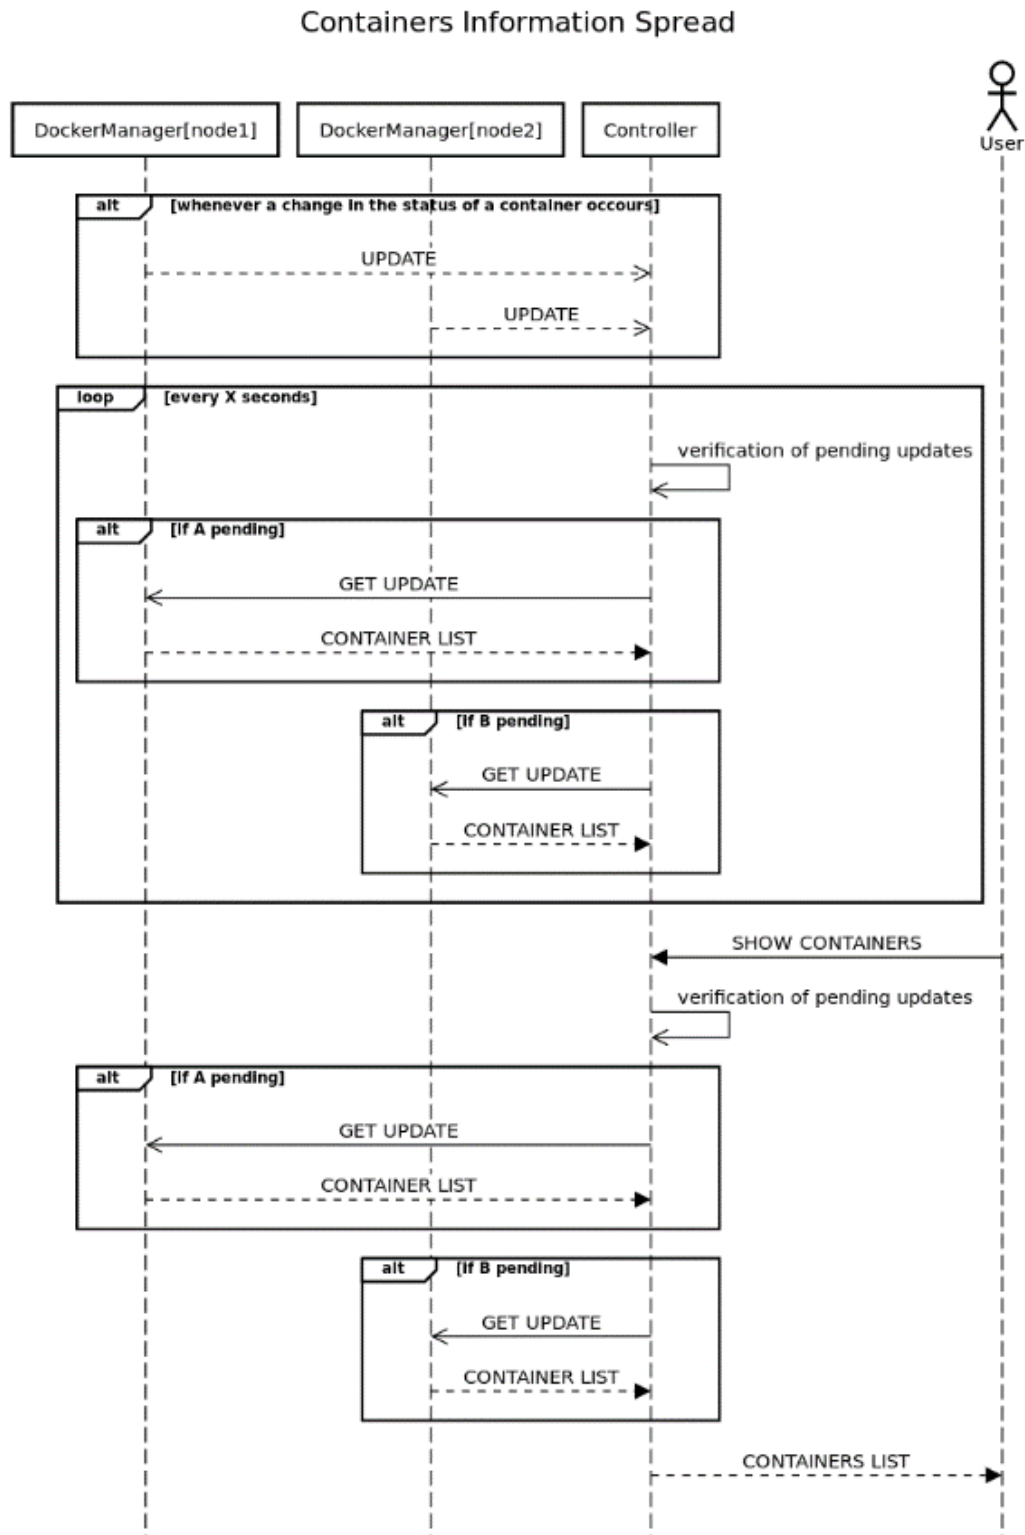 Containers Information Spread
DockerManager[node1]
DockerManager[node2]
Controller
User
alt
[whenever a change in the status of a container occours]
UPDATE
UPDATE
loop
[every X seconds]
verification of pending updates
alt
[if A pending]
GET UPDATE
CONTAINER LIST
alt
[if B pending]
GET UPDATE
CONTAINER LIST
SHOW CONTAINERS
verification of pending updates
alt
[if A pending]
GET UPDATE
CONTAINER LIST
alt
[if B pending]
GET UPDATE
CONTAINER LIST
CONTAINERS LIST